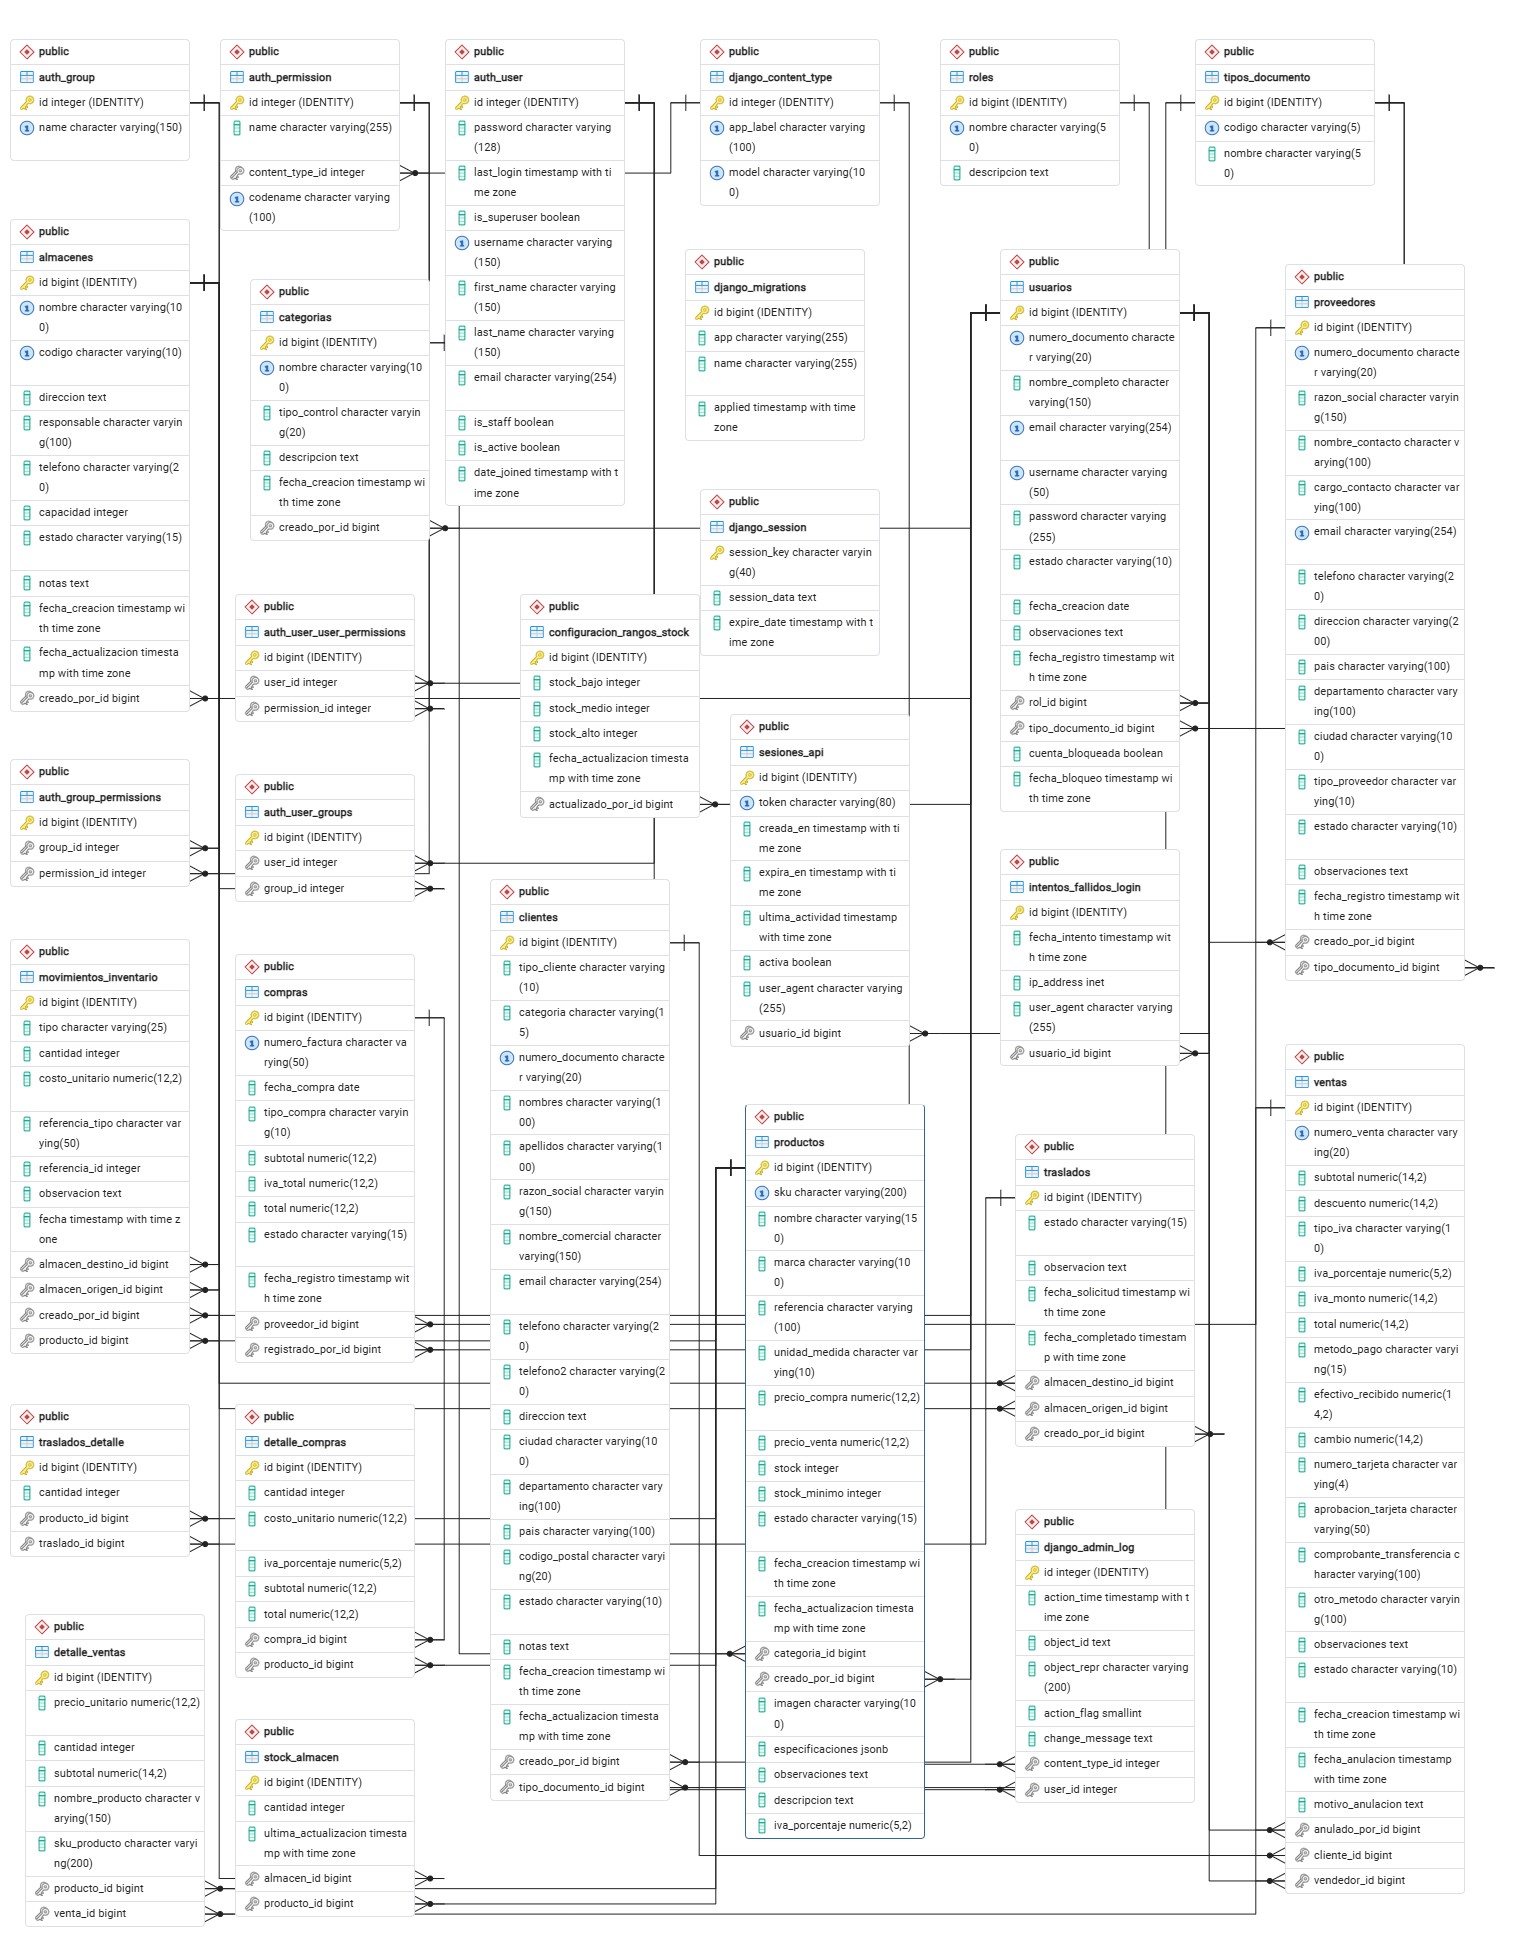 public
auth_group
id integer (IDENTITY)
name character varying(150)
public
auth_permission
id integer (IDENTITY)
name character varying(255)
content_type_id integer
codename character varying
(100)
public
auth_user
id integer (IDENTITY)
password character varying
(128)
last_login timestamp with ti
me zone
is_superuser boolean
username character varying
(150)
first_name character varying
(150)
last_name character varying
(150)
email character varying(254)
is_staff boolean
is_active boolean
date_joined timestamp with t
ime zone
public
django_content_type
id integer (IDENTITY)
app_label character varying
(100)
model character varying(10
0)
public
roles
id bigint (IDENTITY)
nombre character varying(5
0)
descripcion text
public
tipos_documento
id bigint (IDENTITY)
codigo character varying(5)
nombre character varying(5
0)
public
almacenes
id bigint (IDENTITY)
nombre character varying(10
0)
codigo character varying(10)
direccion text
responsable character varyin
g(100)
telefono character varying(2
0)
capacidad integer
estado character varying(15)
notas text
fecha_creacion timestamp wi
th time zone
fecha_actualizacion timesta
mp with time zone
creado_por_id bigint
public
categorias
id bigint (IDENTITY)
nombre character varying(10
0)
tipo_control character varyin
g(20)
descripcion text
fecha_creacion timestamp wi
th time zone
creado_por_id bigint
public
django_migrations
id bigint (IDENTITY)
app character varying(255)
name character varying(255)
applied timestamp with time
zone
public
usuarios
id bigint (IDENTITY)
numero_documento characte
r varying(20)
nombre_completo character
varying(150)
email character varying(254)
username character varying
(50)
password character varying
(255)
estado character varying(10)
fecha_creacion date
observaciones text
fecha_registro timestamp wit
h time zone
rol_id bigint
tipo_documento_id bigint
cuenta_bloqueada boolean
fecha_bloqueo timestamp wi
th time zone
public
proveedores
id bigint (IDENTITY)
numero_documento characte
r varying(20)
razon_social character varyin
g(150)
nombre_contacto character v
arying(100)
cargo_contacto character var
ying(100)
email character varying(254)
telefono character varying(2
0)
direccion character varying(2
00)
pais character varying(100)
departamento character vary
ing(100)
ciudad character varying(10
0)
tipo_proveedor character var
ying(10)
estado character varying(10)
observaciones text
fecha_registro timestamp wit
h time zone
creado_por_id bigint
tipo_documento_id bigint
public
django_session
session_key character varyin
g(40)
session_data text
expire_date timestamp with t
ime zone
public
auth_user_user_permissions
id bigint (IDENTITY)
user_id integer
permission_id integer
public
configuracion_rangos_stock
id bigint (IDENTITY)
stock_bajo integer
stock_medio integer
stock_alto integer
fecha_actualizacion timesta
mp with time zone
actualizado_por_id bigint
public
sesiones_api
id bigint (IDENTITY)
token character varying(80)
creada_en timestamp with ti
me zone
expira_en timestamp with ti
me zone
ultima_actividad timestamp
with time zone
activa boolean
user_agent character varying
(255)
usuario_id bigint
public
auth_group_permissions
id bigint (IDENTITY)
group_id integer
permission_id integer
public
auth_user_groups
id bigint (IDENTITY)
user_id integer
group_id integer
public
intentos_fallidos_login
id bigint (IDENTITY)
fecha_intento timestamp wit
h time zone
ip_address inet
user_agent character varying
(255)
usuario_id bigint
public
clientes
id bigint (IDENTITY)
tipo_cliente character varying
(10)
categoria character varying(1
5)
numero_documento characte
r varying(20)
nombres character varying(1
00)
apellidos character varying(1
00)
razon_social character varyin
g(150)
nombre_comercial character
varying(150)
email character varying(254)
telefono character varying(2
0)
telefono2 character varying(2
0)
direccion text
ciudad character varying(10
0)
departamento character vary
ing(100)
pais character varying(100)
codigo_postal character varyi
ng(20)
estado character varying(10)
notas text
fecha_creacion timestamp wi
th time zone
fecha_actualizacion timesta
mp with time zone
creado_por_id bigint
tipo_documento_id bigint
public
movimientos_inventario
id bigint (IDENTITY)
tipo character varying(25)
cantidad integer
costo_unitario numeric(12,2)
referencia_tipo character var
ying(50)
referencia_id integer
observacion text
fecha timestamp with time z
one
almacen_destino_id bigint
almacen_origen_id bigint
creado_por_id bigint
producto_id bigint
public
compras
id bigint (IDENTITY)
numero_factura character va
rying(50)
fecha_compra date
tipo_compra character varyin
g(10)
subtotal numeric(12,2)
iva_total numeric(12,2)
total numeric(12,2)
estado character varying(15)
fecha_registro timestamp wit
h time zone
proveedor_id bigint
registrado_por_id bigint
public
ventas
id bigint (IDENTITY)
numero_venta character vary
ing(20)
subtotal numeric(14,2)
descuento numeric(14,2)
tipo_iva character varying(1
0)
iva_porcentaje numeric(5,2)
iva_monto numeric(14,2)
total numeric(14,2)
metodo_pago character varyi
ng(15)
efectivo_recibido numeric(1
4,2)
cambio numeric(14,2)
numero_tarjeta character var
ying(4)
aprobacion_tarjeta character
varying(50)
comprobante_transferencia c
haracter varying(100)
otro_metodo character varyin
g(100)
observaciones text
estado character varying(10)
fecha_creacion timestamp wi
th time zone
fecha_anulacion timestamp
with time zone
motivo_anulacion text
anulado_por_id bigint
cliente_id bigint
vendedor_id bigint
public
productos
id bigint (IDENTITY)
sku character varying(200)
nombre character varying(15
0)
marca character varying(10
0)
referencia character varying
(100)
unidad_medida character var
ying(10)
precio_compra numeric(12,2)
precio_venta numeric(12,2)
stock integer
stock_minimo integer
estado character varying(15)
fecha_creacion timestamp wi
th time zone
fecha_actualizacion timesta
mp with time zone
categoria_id bigint
creado_por_id bigint
imagen character varying(10
0)
especificaciones jsonb
observaciones text
descripcion text
iva_porcentaje numeric(5,2)
public
traslados
id bigint (IDENTITY)
estado character varying(15)
observacion text
fecha_solicitud timestamp wi
th time zone
fecha_completado timestam
p with time zone
almacen_destino_id bigint
almacen_origen_id bigint
creado_por_id bigint
public
traslados_detalle
id bigint (IDENTITY)
cantidad integer
producto_id bigint
traslado_id bigint
public
detalle_compras
id bigint (IDENTITY)
cantidad integer
costo_unitario numeric(12,2)
iva_porcentaje numeric(5,2)
subtotal numeric(12,2)
total numeric(12,2)
compra_id bigint
producto_id bigint
public
django_admin_log
id integer (IDENTITY)
action_time timestamp with t
ime zone
object_id text
object_repr character varying
(200)
action_flag smallint
change_message text
content_type_id integer
user_id integer
public
detalle_ventas
id bigint (IDENTITY)
precio_unitario numeric(12,2)
cantidad integer
subtotal numeric(14,2)
nombre_producto character v
arying(150)
sku_producto character varyi
ng(200)
producto_id bigint
venta_id bigint
public
stock_almacen
id bigint (IDENTITY)
cantidad integer
ultima_actualizacion timesta
mp with time zone
almacen_id bigint
producto_id bigint